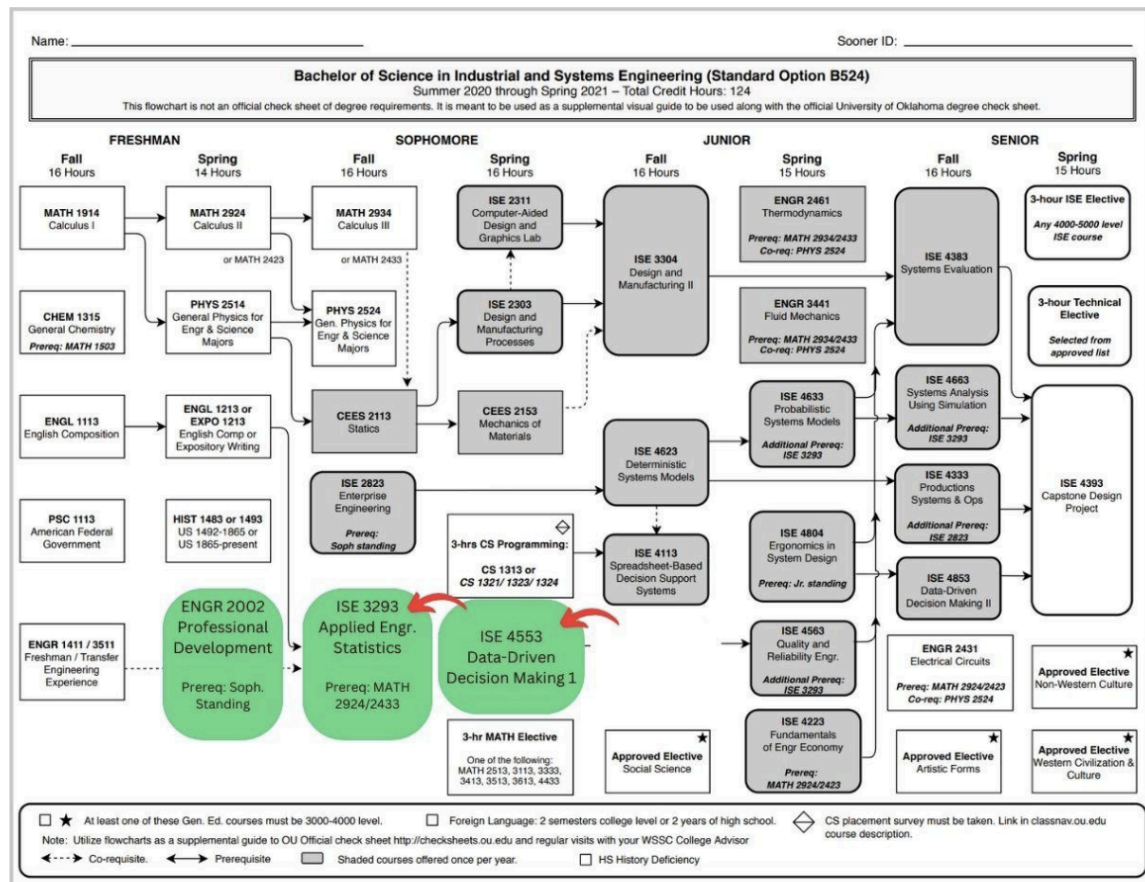 Name:
Sooner ID:
Bachelor of Science in Industrial and Systems Engineering (Standard Option B524)
Summer 2020 through Spring 2021 – Total Credit Hours: 124
This flowchart is not an official check sheet of degree requirements. It is meant to be used as a supplemental visual guide to be used along with the official University of Oklahoma degree check sheet.
FRESHMAN
SOPHOMORE
JUNIOR
SENIOR
Fall
16 Hours
Spring
14 Hours
Fall
16 Hours
Spring
16 Hours
Fall
16 Hours
Spring
15 Hours
Fall
16 Hours
Spring
15 Hours
MATH 1914
Calculus I
CHEM 1315
General Chemistry
Prereq: MATH 1503
ENGL 1113
English Composition
PSC 1113
American Federal
Government
ENGR 1411 / 3511
Freshman / Transfer
Engineering
Experience
MATH 2924
Calculus II
or MATH 2423
PHYS 2514
General Physics for
Engr & Science
Majors
ENGL 1213 or
EXPO 1213
English Comp or
Expository Writing
HIST 1483 or 1493
US 1492-1865 or
US 1865-present
ENGR 2002
Professional
Development
Prereq: Soph.
Standing
MATH 2934
Calculus III
or MATH 2433
PHYS 2524
Gen. Physics for
Engr & Science
Majors
CEES 2113
Statics
ISE 2823
Enterprise
Engineering
Prereq:
Soph standing
ISE 3293
Applied Engr.
Statistics
Prereq: MATH
2924/2433
ISE 2311
Computer-Aided
Design and
Graphics Lab
ISE 2303
Design and
Manufacturing
Processes
CEES 2153
Mechanics of
Materials
3-hrs CS Programming:
CS 1313 or
CS 1321/ 1323/ 1324
ISE 4553
Data-Driven
Decision Making 1
3-hr MATH Elective
One of the following:
MATH 2513, 3113, 3333,
3413, 3513, 3613, 4433
ISE 3304
Design and
Manufacturing II
ISE 4623
Deterministic
Systems Models
ISE 4113
Spreadsheet-Based
Decision Support
Systems
Approved Elective
Social Science
ENGR 2461
Thermodynamics
Prereq: MATH 2934/2433
Co-req: PHYS 2524
ENGR 3441
Fluid Mechanics
Prereq: MATH 2934/2433
Co-req: PHYS 2524
ISE 4633
Probabilistic
Systems Models
Additional Prereq:
ISE 3293
ISE 4804
Ergonomics in
System Design
Prereq: Jr. standing
ISE 4563
Quality and
Reliability Engr.
Additional Prereq:
ISE 3293
ISE 4223
Fundamentals
of Engr Economy
Prereq:
MATH 2924/2423
ISE 4383
Systems Evaluation
ISE 4663
Systems Analysis
Using Simulation
Additional Prereq:
ISE 3293
ISE 4333
Productions
Systems & Ops
Additional Prereq:
ISE 2823
ISE 4853
Data-Driven
Decision Making II
ENGR 2431
Electrical Circuits
Prereq: MATH 2924/2423
Co-req: PHYS 2524
Approved Elective
Artistic Forms
3-hour ISE Elective
Any 4000-5000 level
ISE course
3-hour Technical
Elective
Selected from
approved list
ISE 4393
Capstone Design
Project
Approved Elective
Non-Western Culture
Approved Elective
Western Civilization &
Culture
At least one of these Gen. Ed. courses must be 3000-4000 level.
Foreign Language: 2 semesters college level or 2 years of high school.
CS placement survey must be taken. Link in classnav.ou.edu
course description.
Note: Utilize flowcharts as a supplemental guide to OU Official check sheet http://checksheets.ou.edu and regular visits with your WSSC College Advisor
Co-requisite.
Prerequisite
Shaded courses offered once per year.
HS History Deficiency